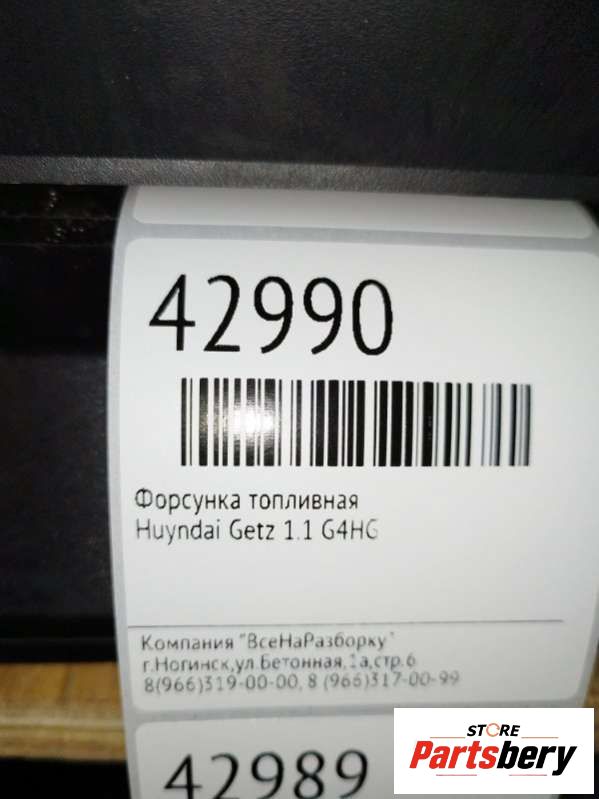 42990
Форсунка топливная
Huyndai Getz 1.1 G4HG
Компания "ВсеНаРазборку"
г.Ногинск,ул.Бетонная,1а,стр.6
8(966)319-00-00, 8 (966)317-00-99
42989
STORE
Partsbery